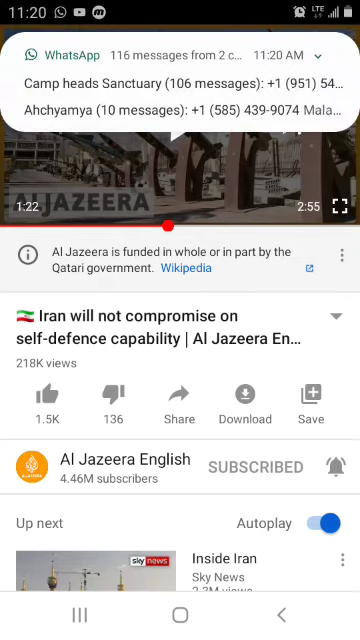 11:20 LTE
WhatsApp 116 messages from 2 c... 11:20 AM
Camp heads Sanctuary (106 messages): +1 (951) 54...
Ahchyamya (10 messages): +1 (585) 439-9074 Mala...
ALJAZEERA
1:22 2:55
Al Jazeera is funded in whole or in part by the
Qatari government. Wikipedia
🇮🇷 Iran will not compromise on
self-defence capability | Al Jazeera En...
218K views
1.5K 136 Share Download Save
Al Jazeera English SUBSCRIBED
4.46M subscribers
Up next Autoplay
sky news
Inside Iran
Sky News